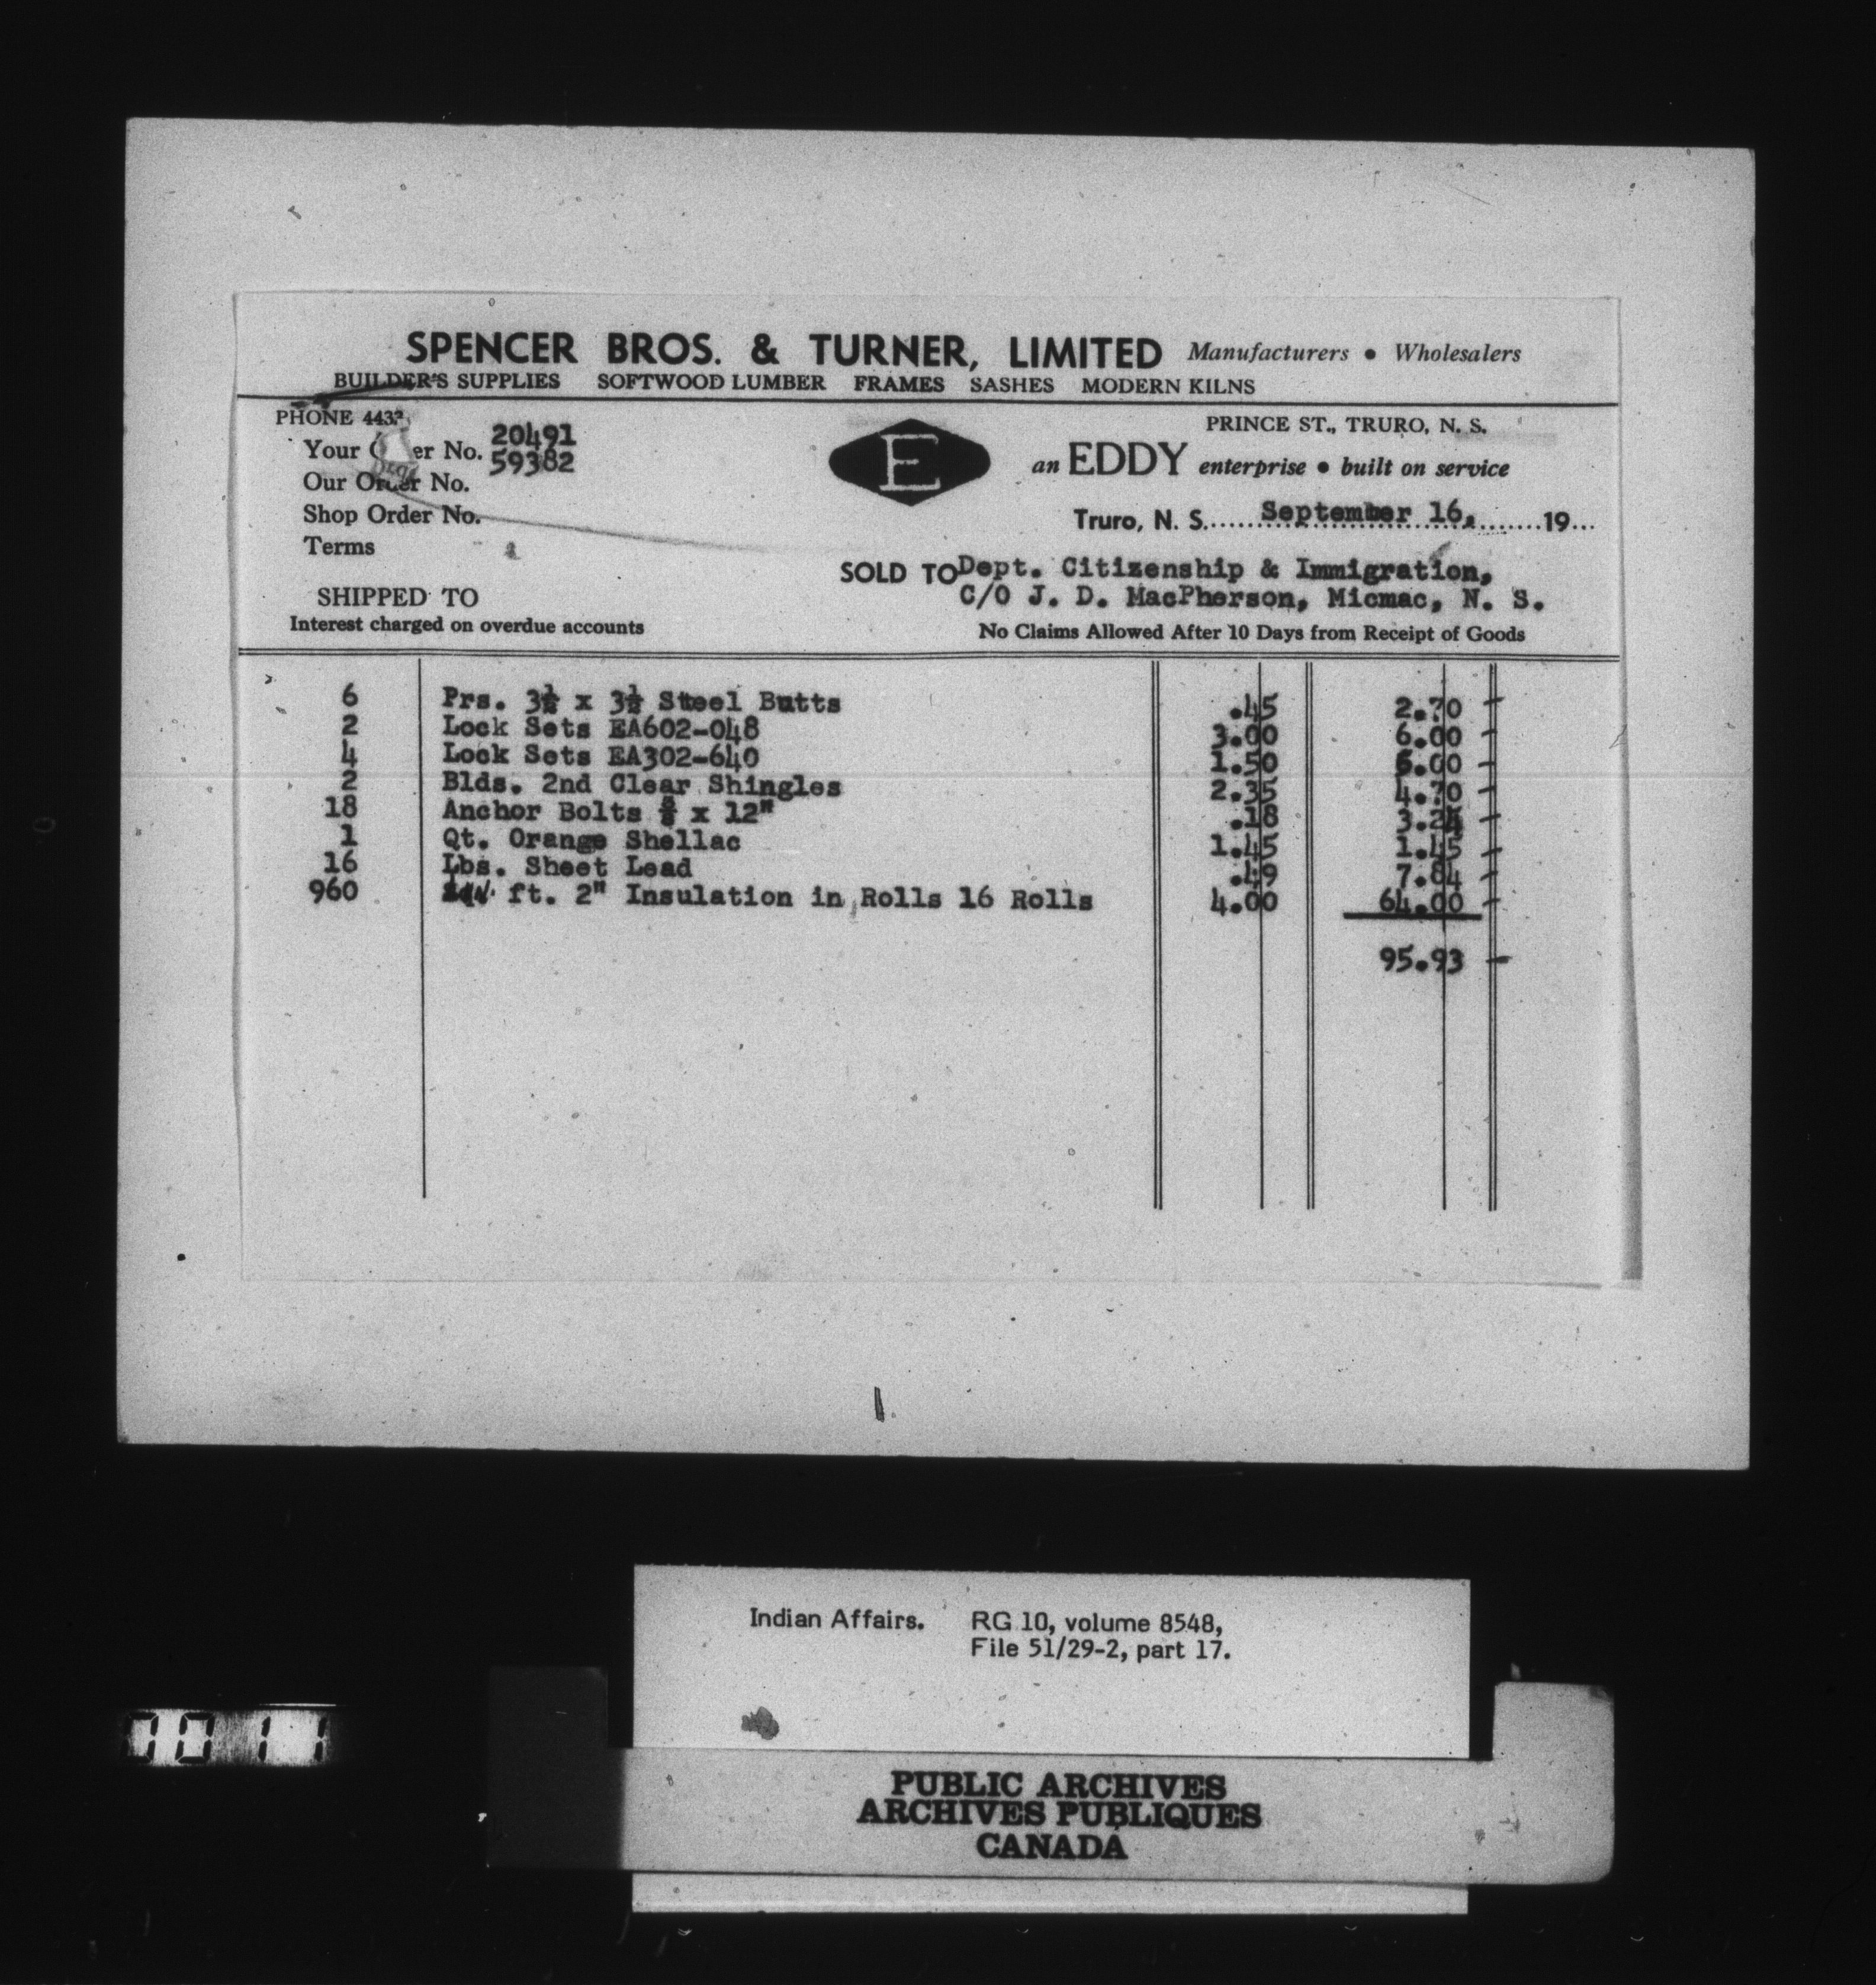 SPENCER BROS. & TURNER, LIMITED Manufacturers • Wholesalers
BUILDER'S SUPPLIES SOFTWOOD LUMBER FRAMES SASHES MODERN KILNS
PHONE 4432
PRINCE ST., TRURO, N. S.
Your Order No. 20491
59382
Our Order No.
Shop Order No.
Terms
E
an EDDY enterprise • built on service
Truro, N. S. September 16, 19
SOLD TO Dept. Citizenship & Immigration,
C/O J. D. MacPherson, Micmac, N. S.
SHIPPED TO
Interest charged on overdue accounts
No Claims Allowed After 10 Days from Receipt of Goods
6 Prs. 3½ x 3½ Steel Butts .45 2.70
2 Lock Sets EA602-048 3.00 6.00
4 Lock Sets EA302-640 1.50 6.00
2 Blds. 2nd Clear Shingles 2.35 4.70
18 Anchor Bolts x 12" .18 3.24
1 Qt. Orange Shellac 1.45 1.45
16 Lbs. Sheet Lead .49 7.84
960 ft. 2" Insulation in Rolls 16 Rolls 4.00 64.00
95.93
Indian Affairs. RG 10, volume 8548,
File 51/29-2, part 17.
PUBLIC ARCHIVES
ARCHIVES PUBLIQUES
CANADA
0011